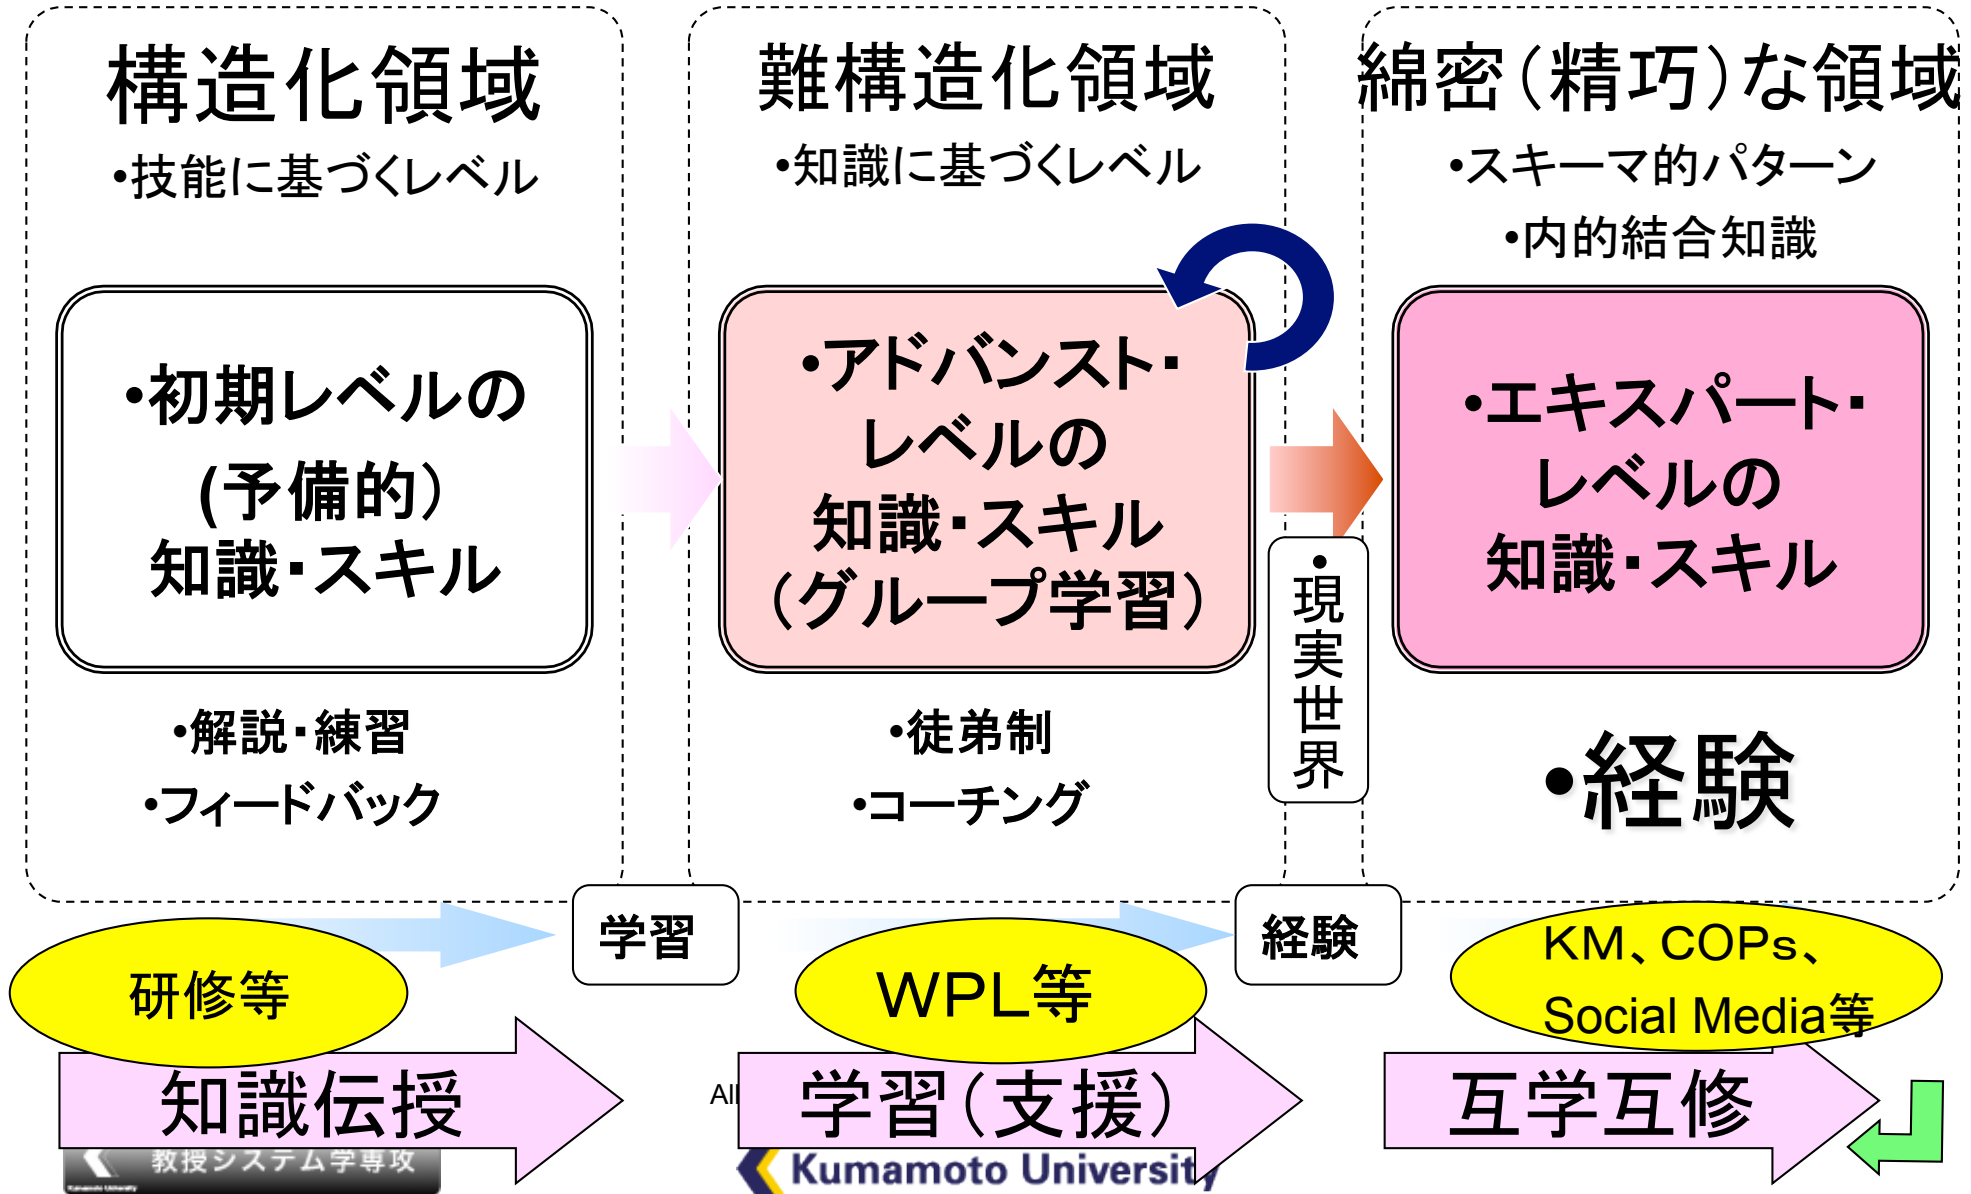 構造化領域
•技能に基づくレベル
•初期レベルの
(予備的）
知識・スキル
•解説・練習
•フィードバック
難構造化領域
•知識に基づくレベル
•アドバンスト・
レベルの
知識・スキル
（グループ学習）
•徒弟制
•コーチング
•現実世界
綿密（精巧）な領域
•スキーマ的パターン
•内的結合知識
•エキスパート・
レベルの
知識・スキル
•経験
学習
経験
研修等
ＷＰＬ等
ＫＭ、ＣＯＰｓ、
Social Media等
知識伝授
All
学習（支援）
互学互修
教授システム学専攻
Kumamoto University
Kumamoto University